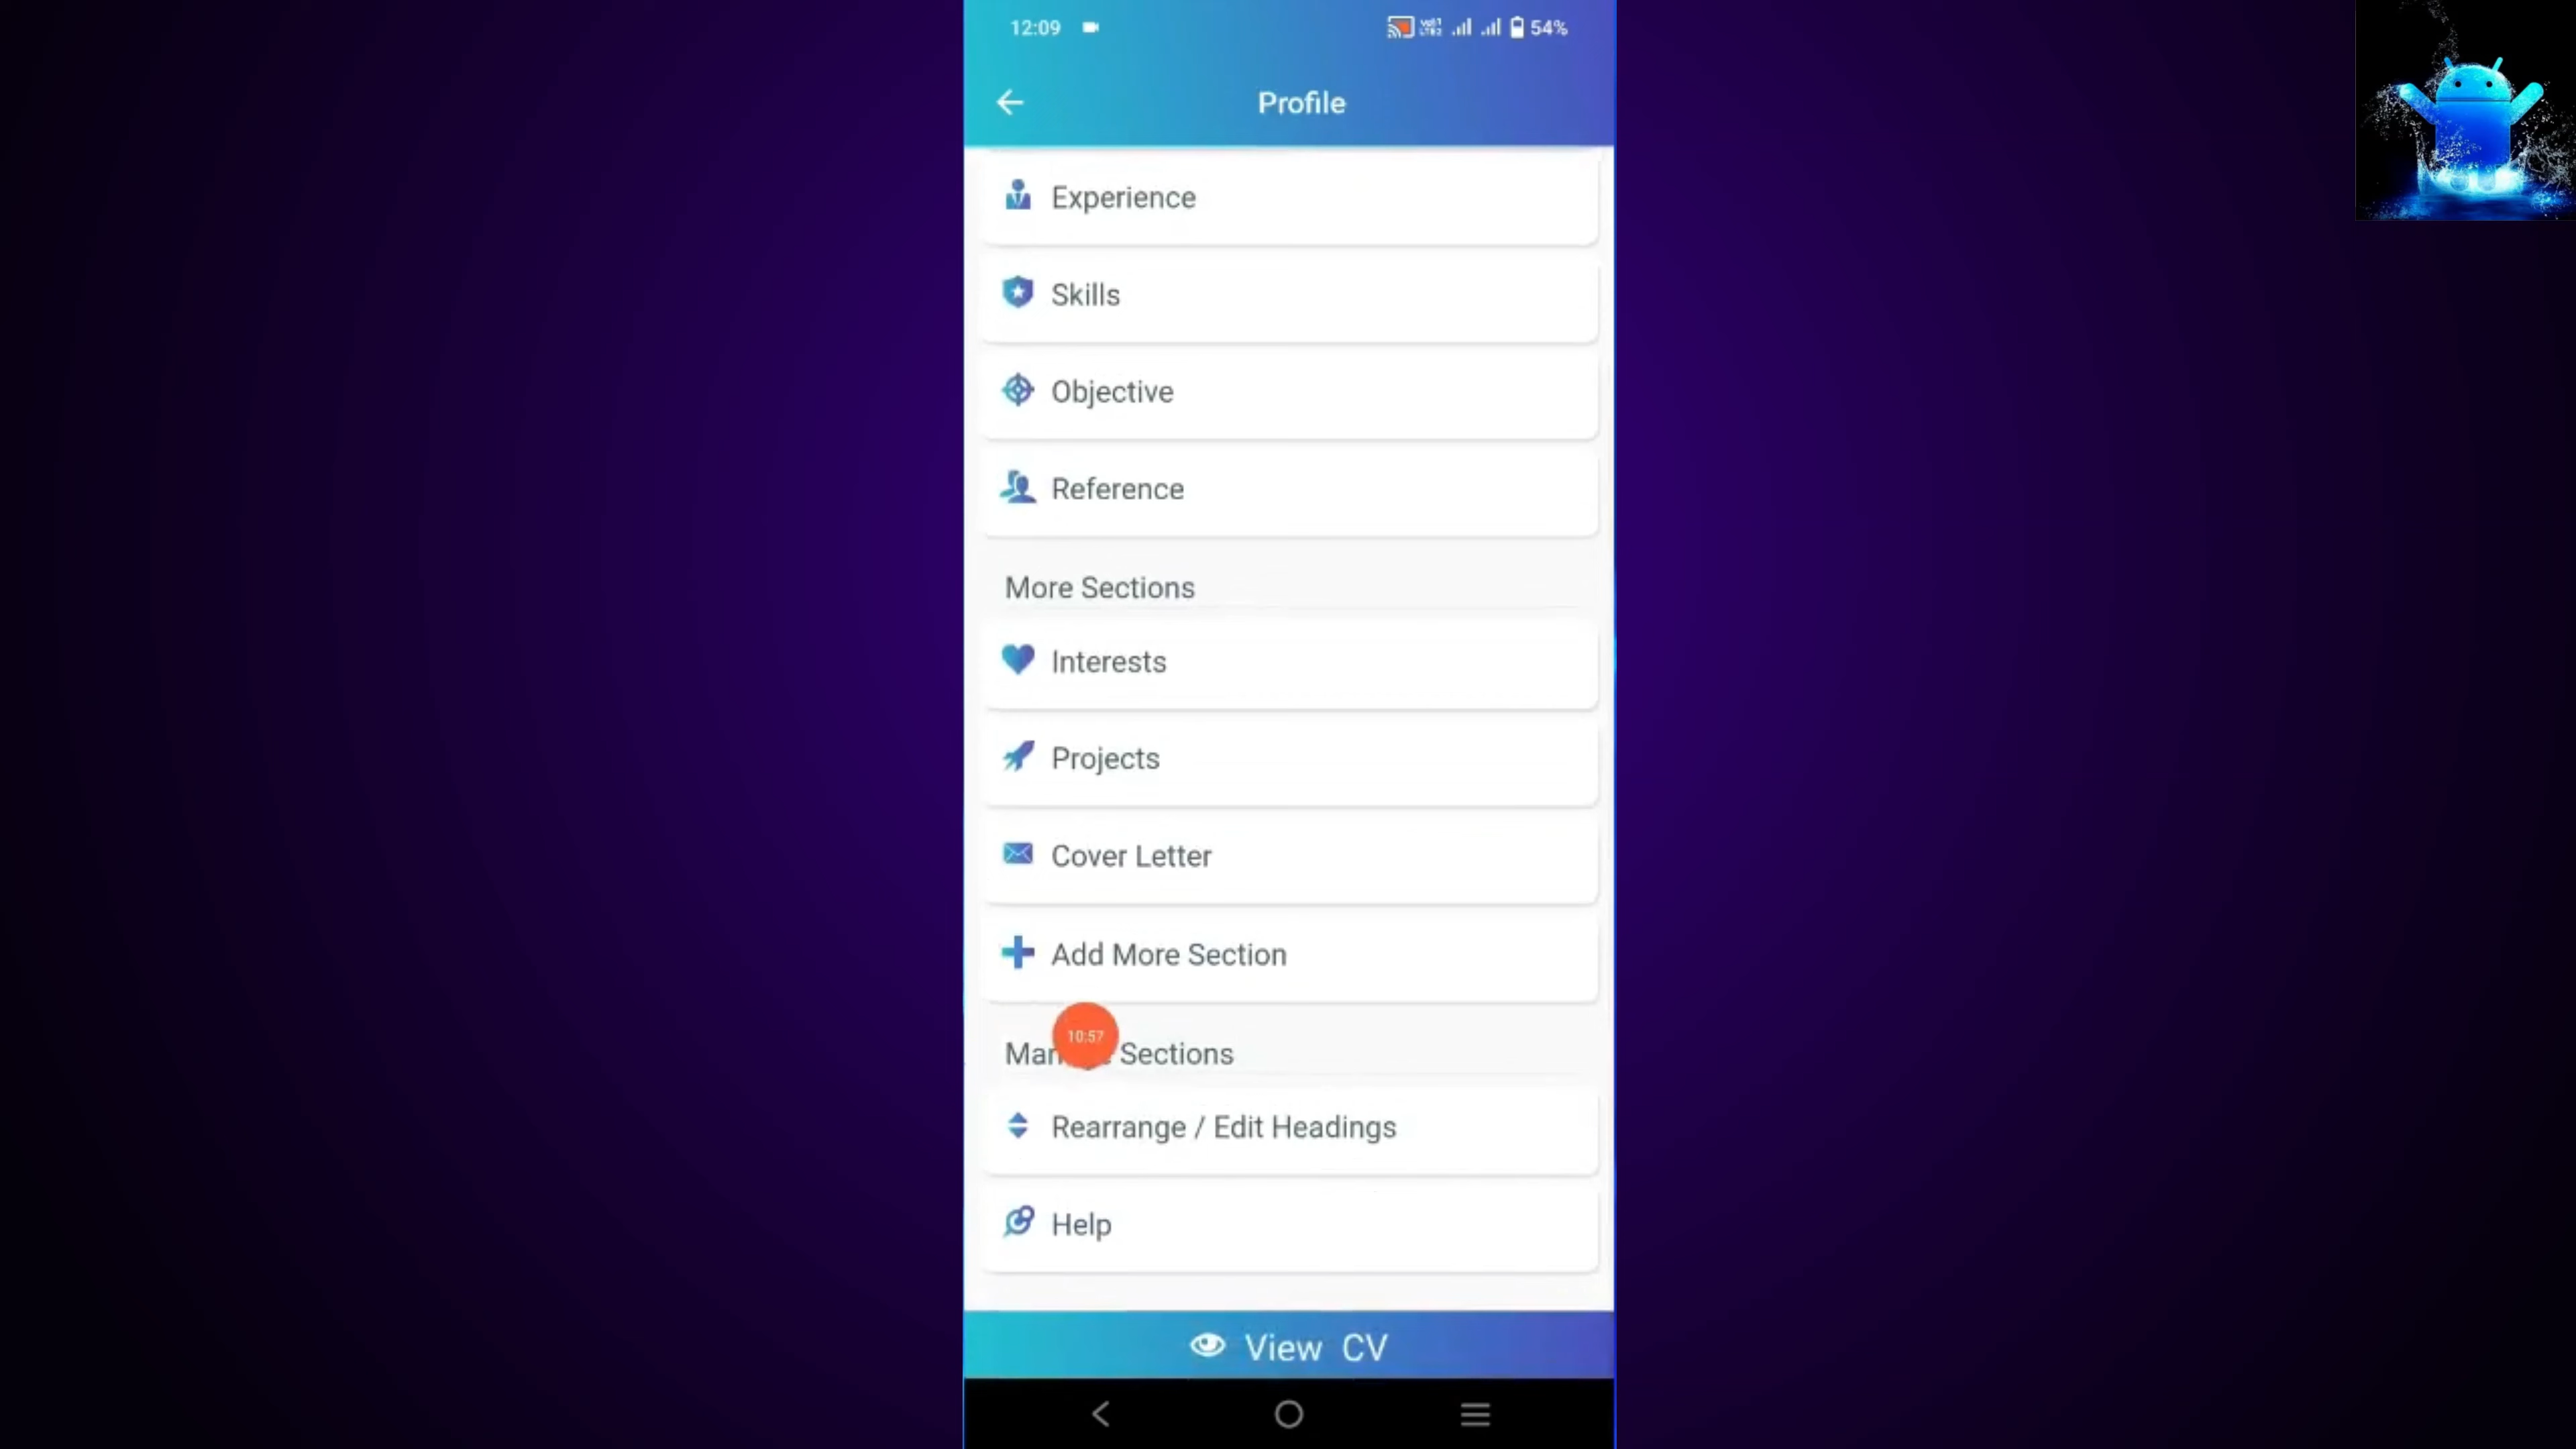 12:09
54%
Profile
Experience
Skills
Objective
Reference
More Sections
Interests
Projects
Cover Letter
Add More Section
10:57
Sections
Rearrange / Edit Headings
Help
View CV